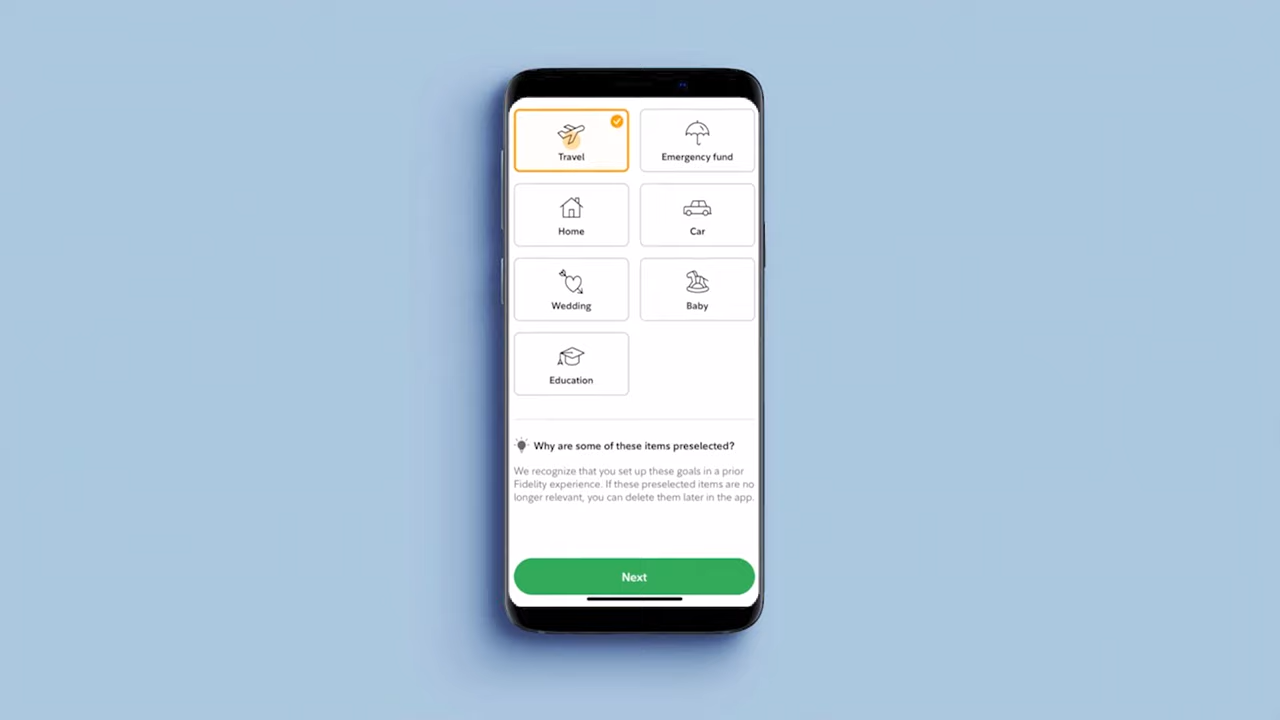 Travel
Emergency fund
Home
Car
Wedding
Baby
Education
Why are some of these items preselected?
We recognize that you set up these goals in a prior
Fidelity experience. If these preselected items are no
longer relevant, you can delete them later in the app.
Next